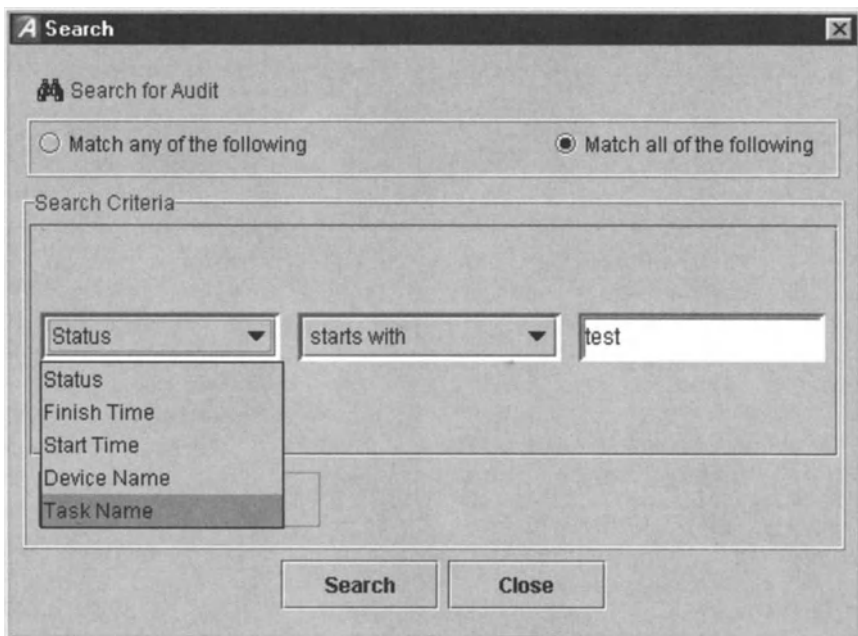 A Search
Search for Audit
Match any of the following
Match all of the following
Search Criteria
Status
starts with
test
Status
Finish Time
Start Time
Device Name
Task Name
Search
Close